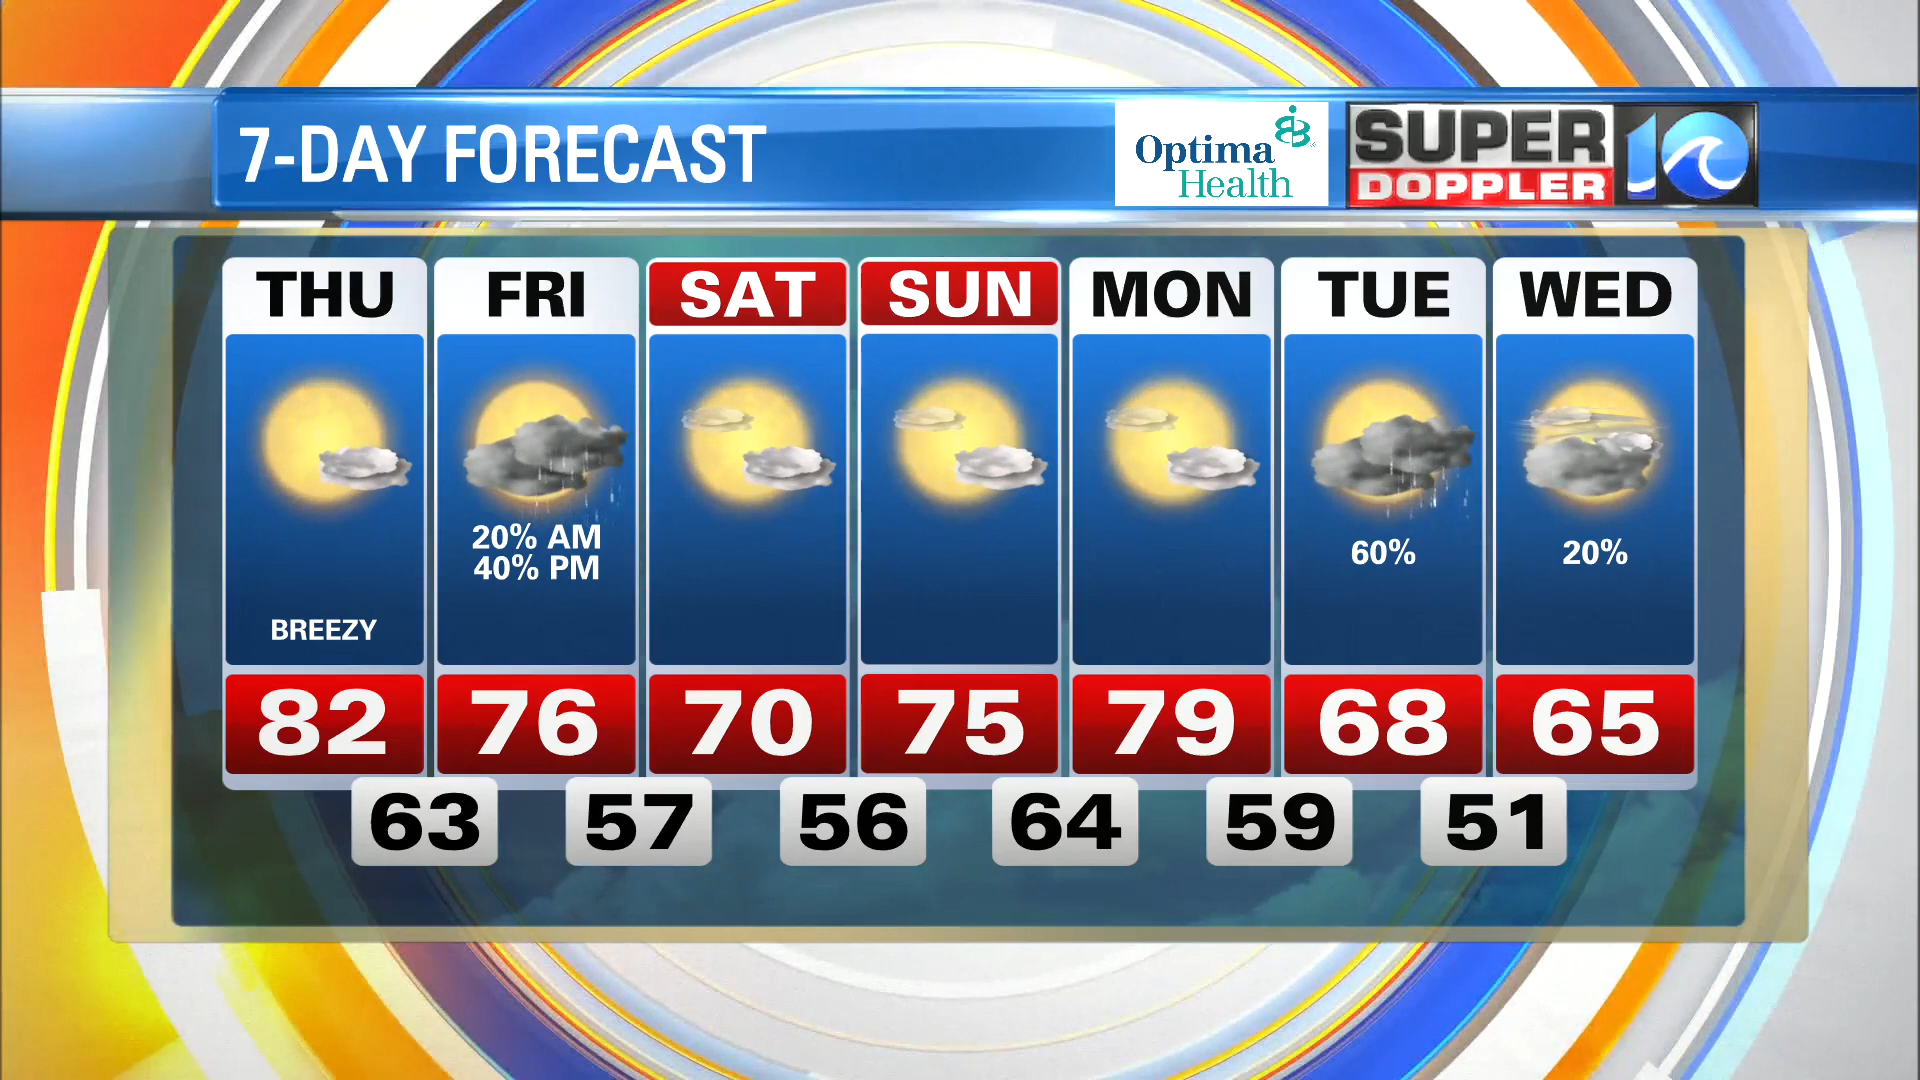 7-DAY FORECAST
Optima Health
SUPER DOPPLER 10
THU FRI SAT SUN MON TUE WED
20% AM
40% PM
60%
20%
BREEZY
82 76 70 75 79 68 65
63 57 56 64 59 51